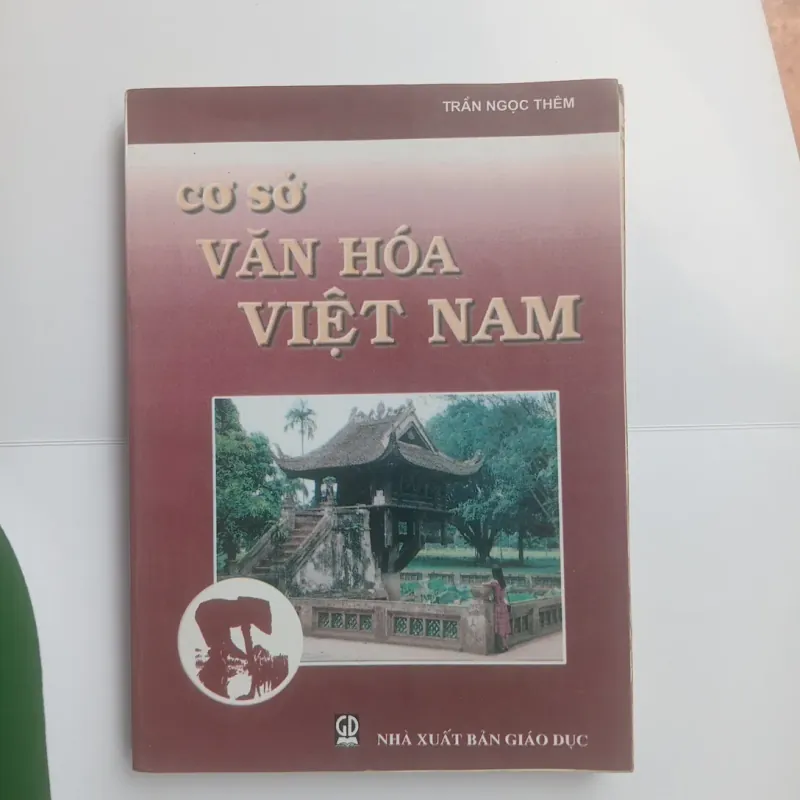 TRẦN NGỌC THÊM
CƠ SỞ
VĂN HÓA
VIỆT NAM
GD
NHÀ XUẤT BẢN GIÁO DỤC